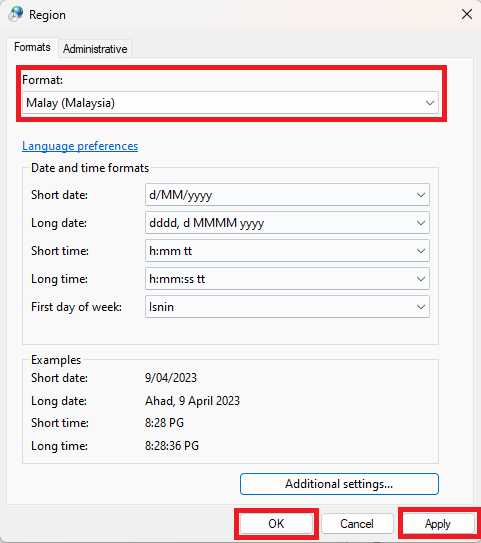 Region
Formats Administrative
Format:
Malay (Malaysia)
Language preferences
Date and time formats
Short date: d/MM/yyyy
Long date: dddd, d MMMM yyyy
Short time: h:mm tt
Long time: h:mm:ss tt
First day of week: Isnin
Examples
Short date: 9/04/2023
Long date: Ahad, 9 April 2023
Short time: 8:28 PG
Long time: 8:28:36 PG
Additional settings...
OK Cancel Apply